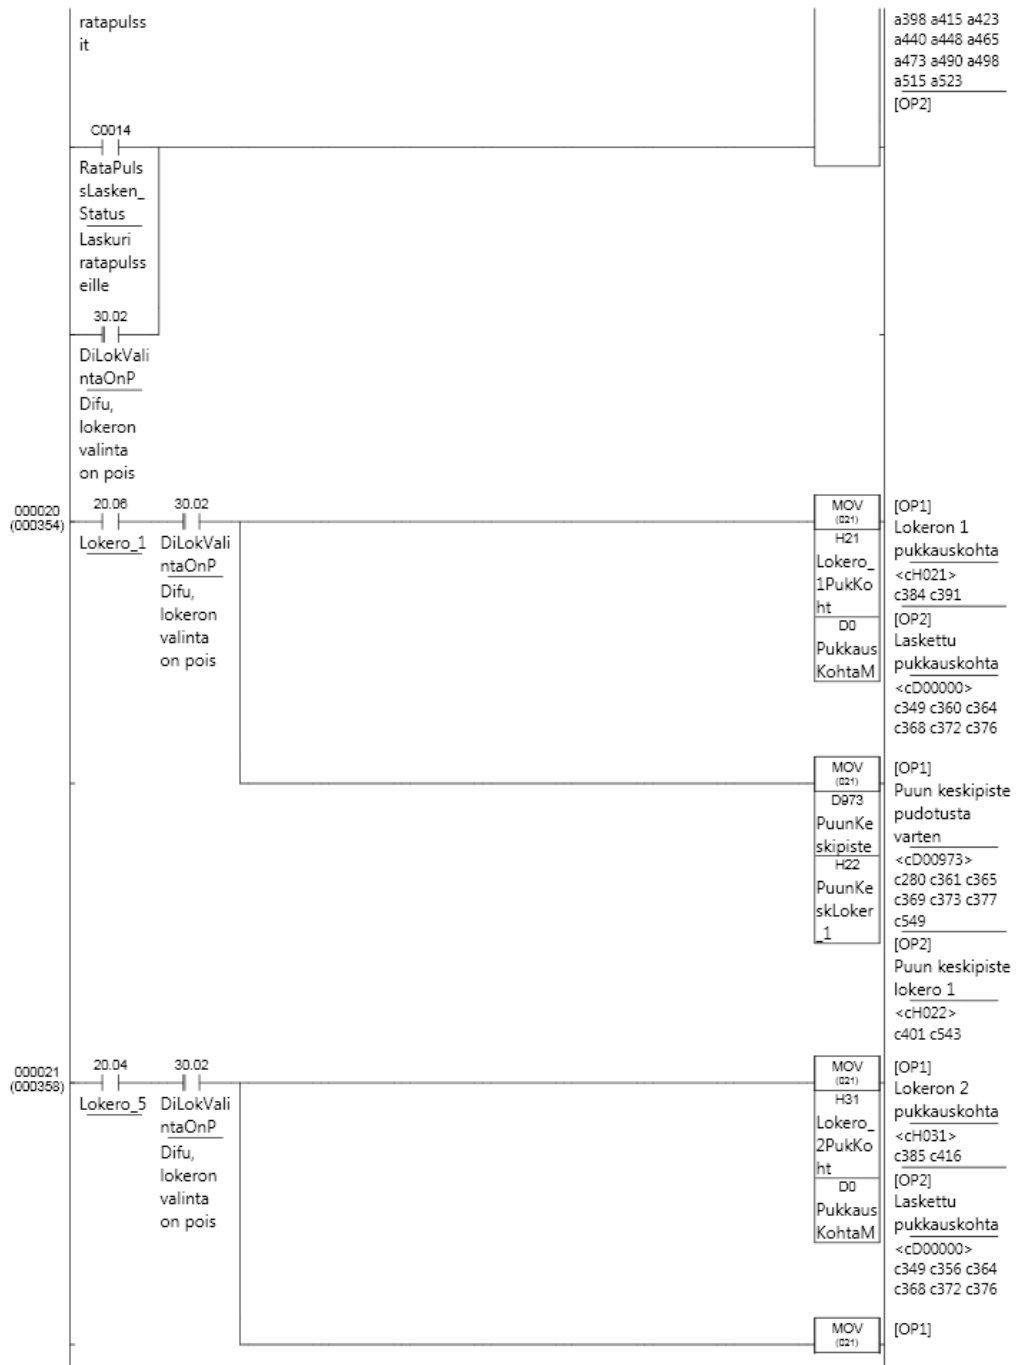 ratapulss
it
a398 a415 a423
a440 a448 a465
a473 a490 a498
a515 a523
[OP2]
C0014
RataPuls
sLasken_
Status
Laskuri
ratapulss
eille
30.02
DiLokVali
ntaOnP
Difu,
lokeron
valinta
on pois
000020
(000354)
20.06
Lokero_1
30.02
DiLokVali
ntaOnP
Difu,
lokeron
valinta
on pois
MOV
(021)
H21
Lokero_
1PukKo
ht
D0
Pukkaus
KohtaM
[OP1]
Lokeron 1
pukkauskohta
<cH021>
c384 c391
[OP2]
Laskettu
pukkauskohta
<cD00000>
c349 c360 c364
c368 c372 c376
MOV
(021)
D973
PuunKe
skipiste
H22
PuunKe
skLoker
_1
[OP1]
Puun keskipiste
pudotusta
varten
<cD00973>
c280 c361 c365
c369 c373 c377
c549
[OP2]
Puun keskipiste
lokero 1
<cH022>
c401 c543
000021
(000358)
20.04
Lokero_5
30.02
DiLokVali
ntaOnP
Difu,
lokeron
valinta
on pois
MOV
(021)
H31
Lokero_
2PukKo
ht
D0
Pukkaus
KohtaM
[OP1]
Lokeron 2
pukkauskohta
<cH031>
c385 c416
[OP2]
Laskettu
pukkauskohta
<cD00000>
c349 c356 c364
c368 c372 c376
MOV
(021)
[OP1]